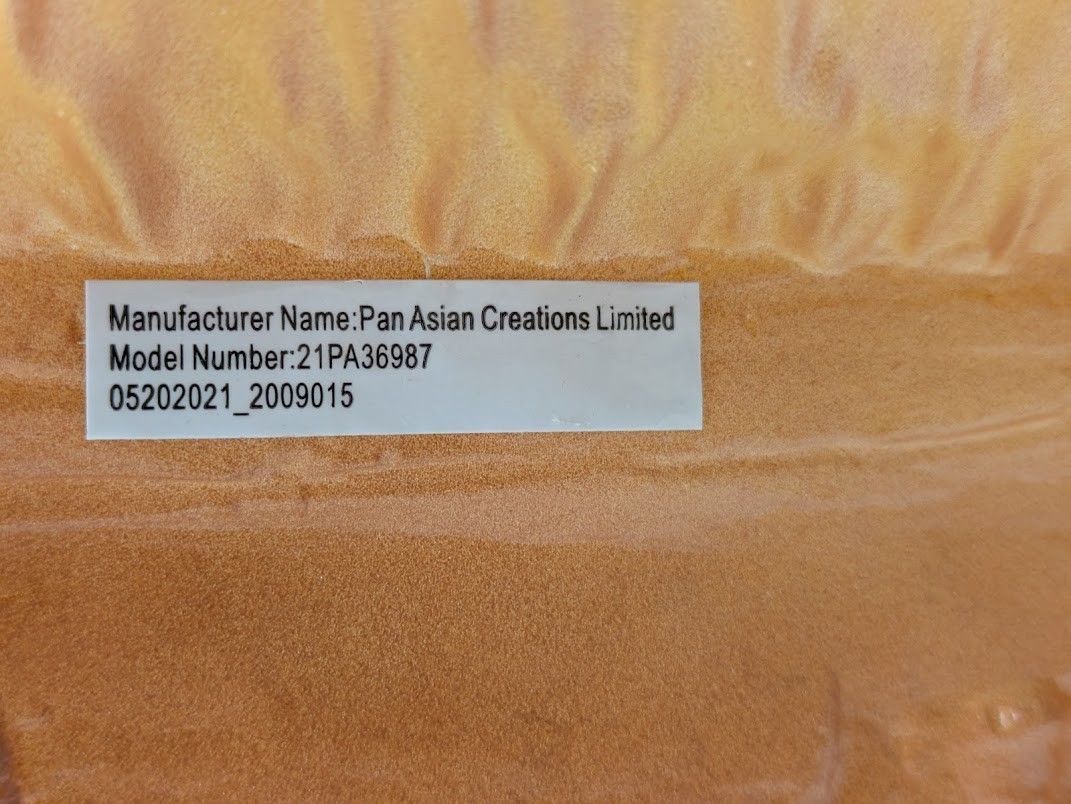 Manufacturer Name:Pan Asian Creations Limited
Model Number:21PA36987
05202021_2009015